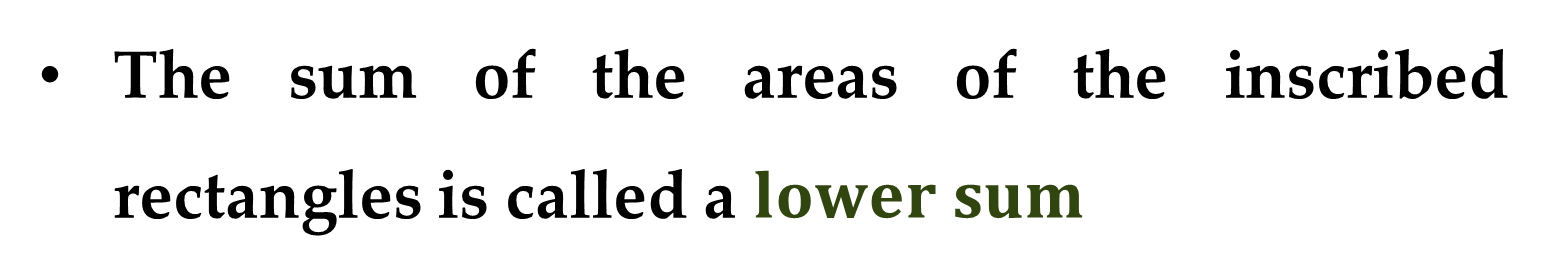 • The sum of the areas of the inscribed
rectangles is called a lower sum